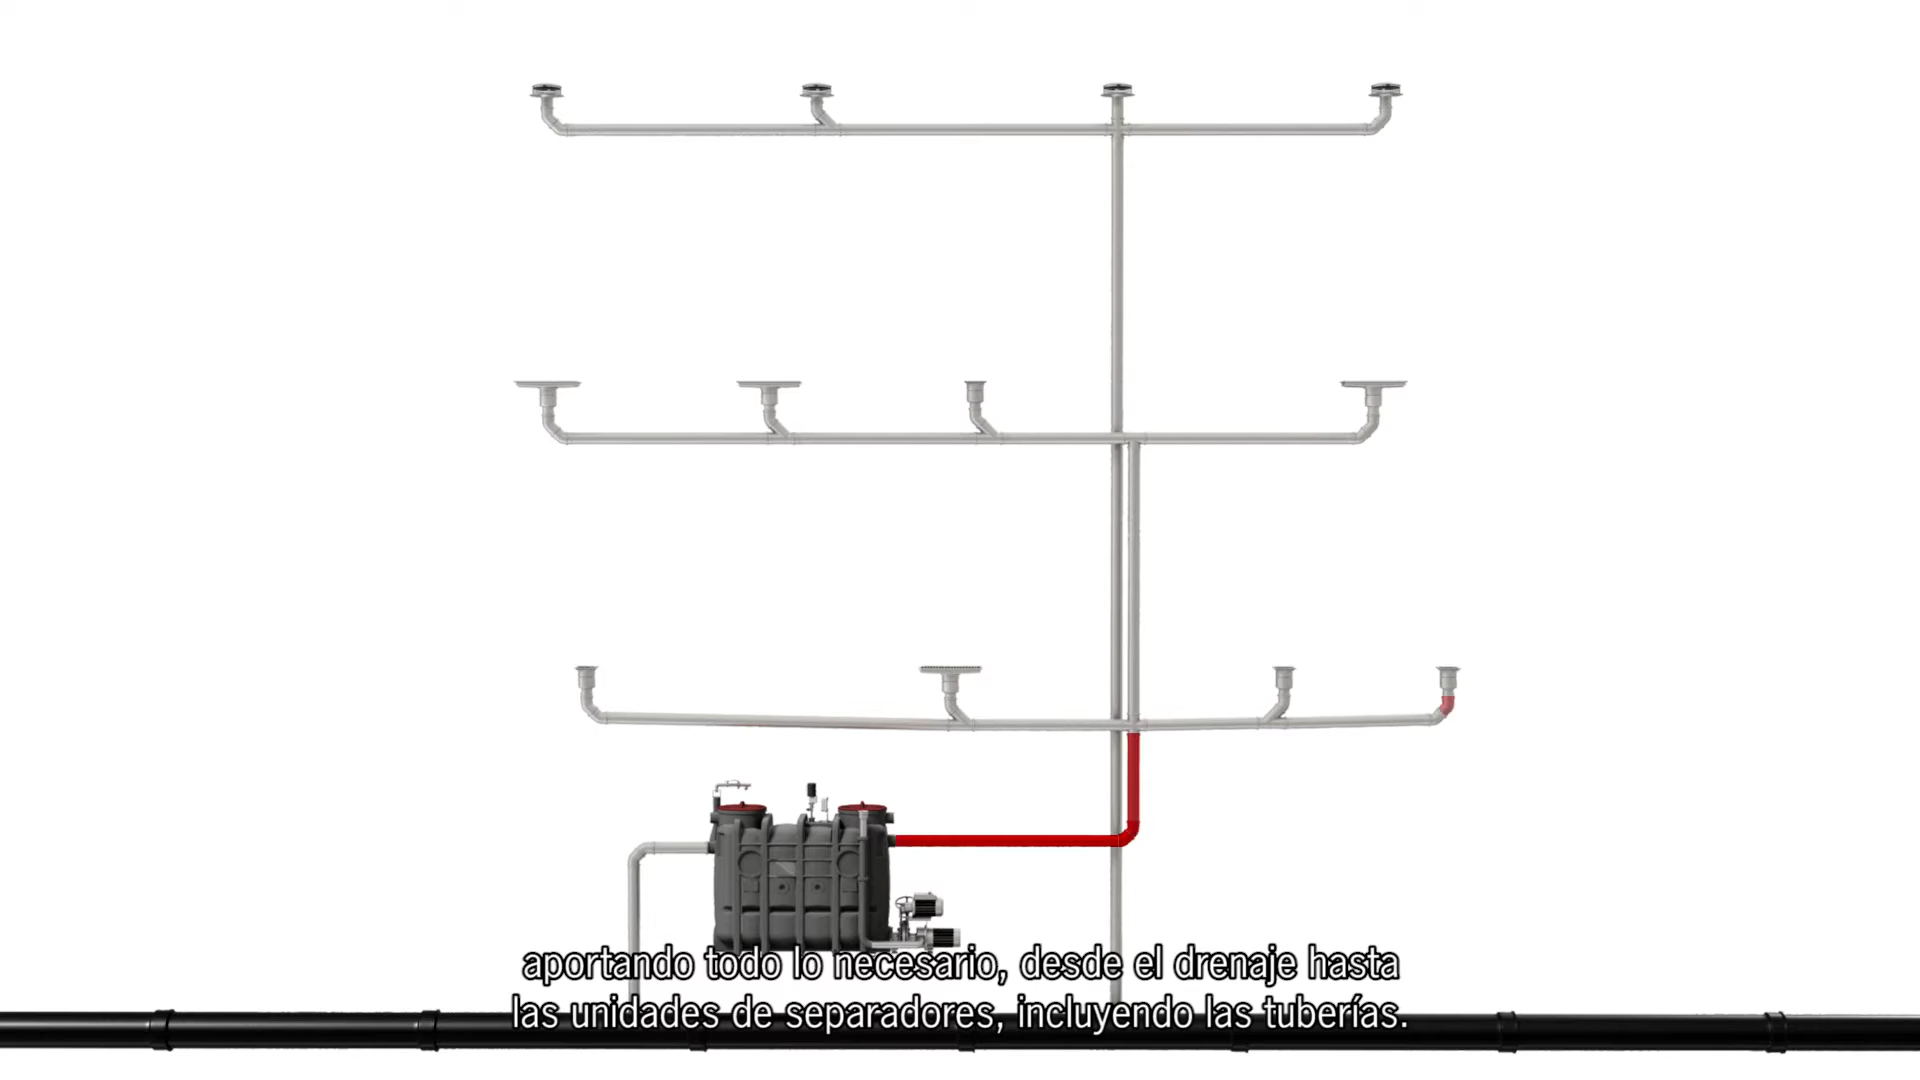 aportando todo lo necesario, desde el drenaje hasta
las unidades de separadores, incluyendo las tuberías.